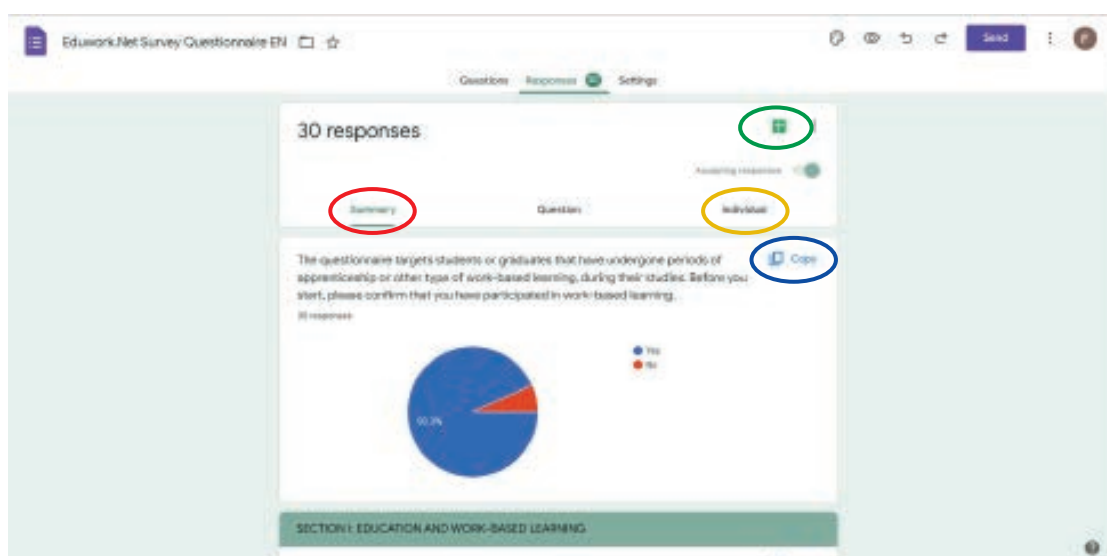 Eduwork.Net Survey Questionnaire EN
Send
Questions Responses 30 Settings
30 responses
Accepting responses
Summary Question Individual
The questionnaire targets students or graduates that have undergone periods of
apprenticeship or other type of work-based learning, during their studies. Before you
start, please confirm that you have participated in work-based learning.
Copy
30 responses
Yes
No
93.3%
SECTION I: EDUCATION AND WORK-BASED LEARNING